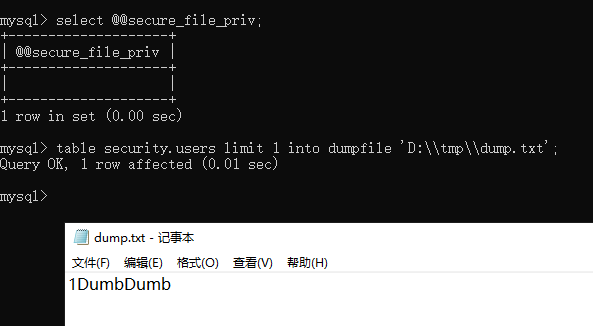 mysql> select @@secure_file_priv;
+--------------------+
| @@secure_file_priv |
+--------------------+
|                    |
+--------------------+
1 row in set (0.00 sec)
mysql> table security.users limit 1 into dumpfile 'D:\\tmp\\dump.txt';
Query OK, 1 row affected (0.01 sec)
mysql>
dump.txt - 记事本
文件(F) 编辑(E) 格式(O) 查看(V) 帮助(H)
1DumbDumb